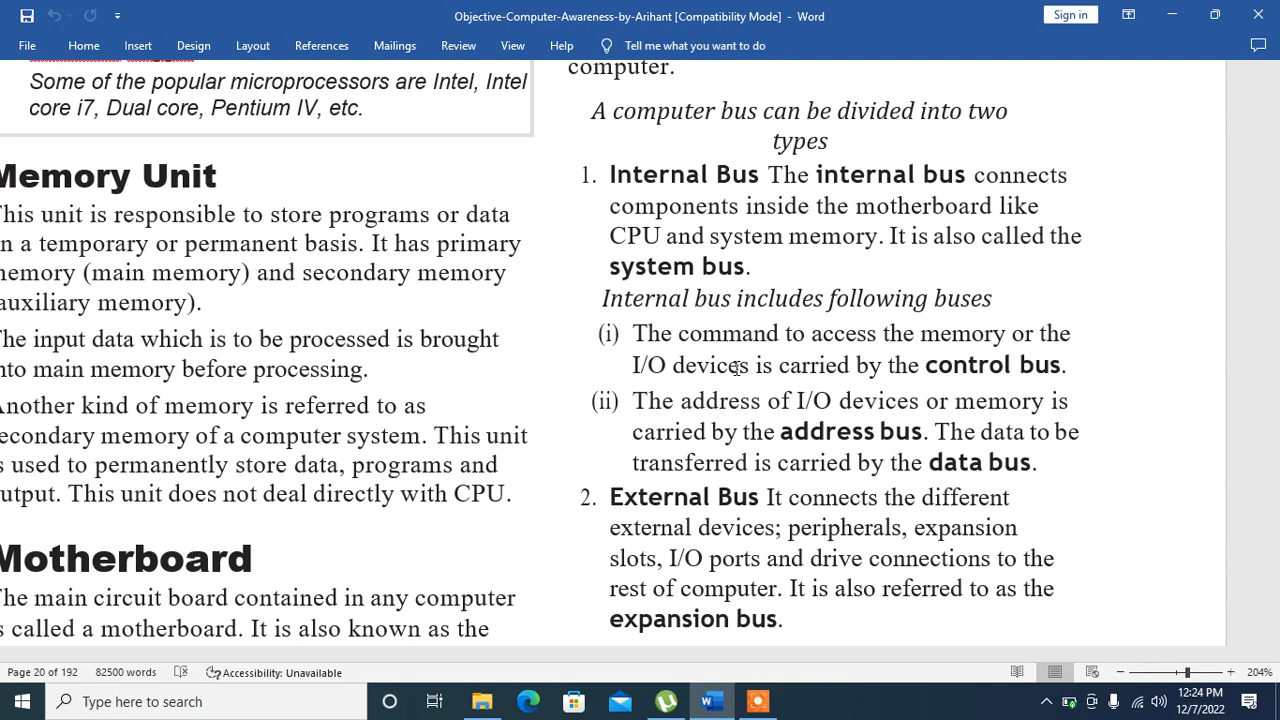 Objective-Computer-Awareness-by-Arihant [Compatibility Mode] - Word
Sign in
File Home Insert Design Layout References Mailings Review View Help Tell me what you want to do
Some of the popular microprocessors are Intel, Intel
core i7, Dual core, Pentium IV, etc.
Memory Unit
This unit is responsible to store programs or data
on a temporary or permanent basis. It has primary
memory (main memory) and secondary memory
(auxiliary memory).
The input data which is to be processed is brought
into main memory before processing.
Another kind of memory is referred to as
secondary memory of a computer system. This unit
is used to permanently store data, programs and
output. This unit does not deal directly with CPU.
Motherboard
The main circuit board contained in any computer
is called a motherboard. It is also known as the
computer.
A computer bus can be divided into two
types
1. Internal Bus The internal bus connects
components inside the motherboard like
CPU and system memory. It is also called the
system bus.
Internal bus includes following buses
(i) The command to access the memory or the
I/O devices is carried by the control bus.
(ii) The address of I/O devices or memory is
carried by the address bus. The data to be
transferred is carried by the data bus.
2. External Bus It connects the different
external devices; peripherals, expansion
slots, I/O ports and drive connections to the
rest of computer. It is also referred to as the
expansion bus.
Page 20 of 192 82500 words Accessibility: Unavailable 204%
Type here to search
12:24 PM
12/7/2022